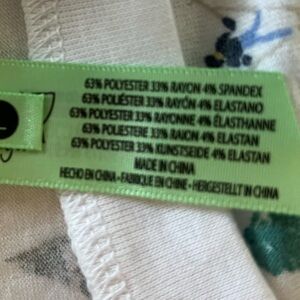 63% POLYESTER 33% RAYON 4% SPANDEX
63% POLIÉSTER 33% RAYÓN 4% ELASTANO
63% POLYESTER 33% RAYONNE 4% ÉLASTHANNE
63% POLIESTERE 33% RAION 4% ELASTAN
63% POLYESTER 33% KUNSTSEIDE 4% ELASTAN
MADE IN CHINA
HECHO EN CHINA - FABRIQUE EN CHINE - HERGESTELLT IN CHINA